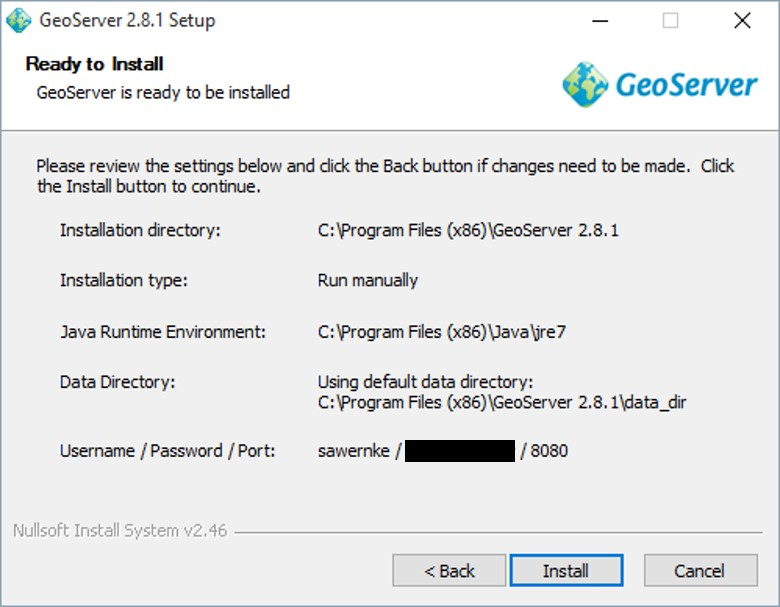 GeoServer 2.8.1 Setup
Ready to Install
GeoServer is ready to be installed
GeoServer
Please review the settings below and click the Back button if changes need to be made.  Click
the Install button to continue.
Installation directory: C:\Program Files (x86)\GeoServer 2.8.1
Installation type: Run manually
Java Runtime Environment: C:\Program Files (x86)\Java\jre7
Data Directory: Using default data directory:
C:\Program Files (x86)\GeoServer 2.8.1\data_dir
Username / Password / Port: sawernke / / 8080
Nullsoft Install System v2.46
< Back Install Cancel